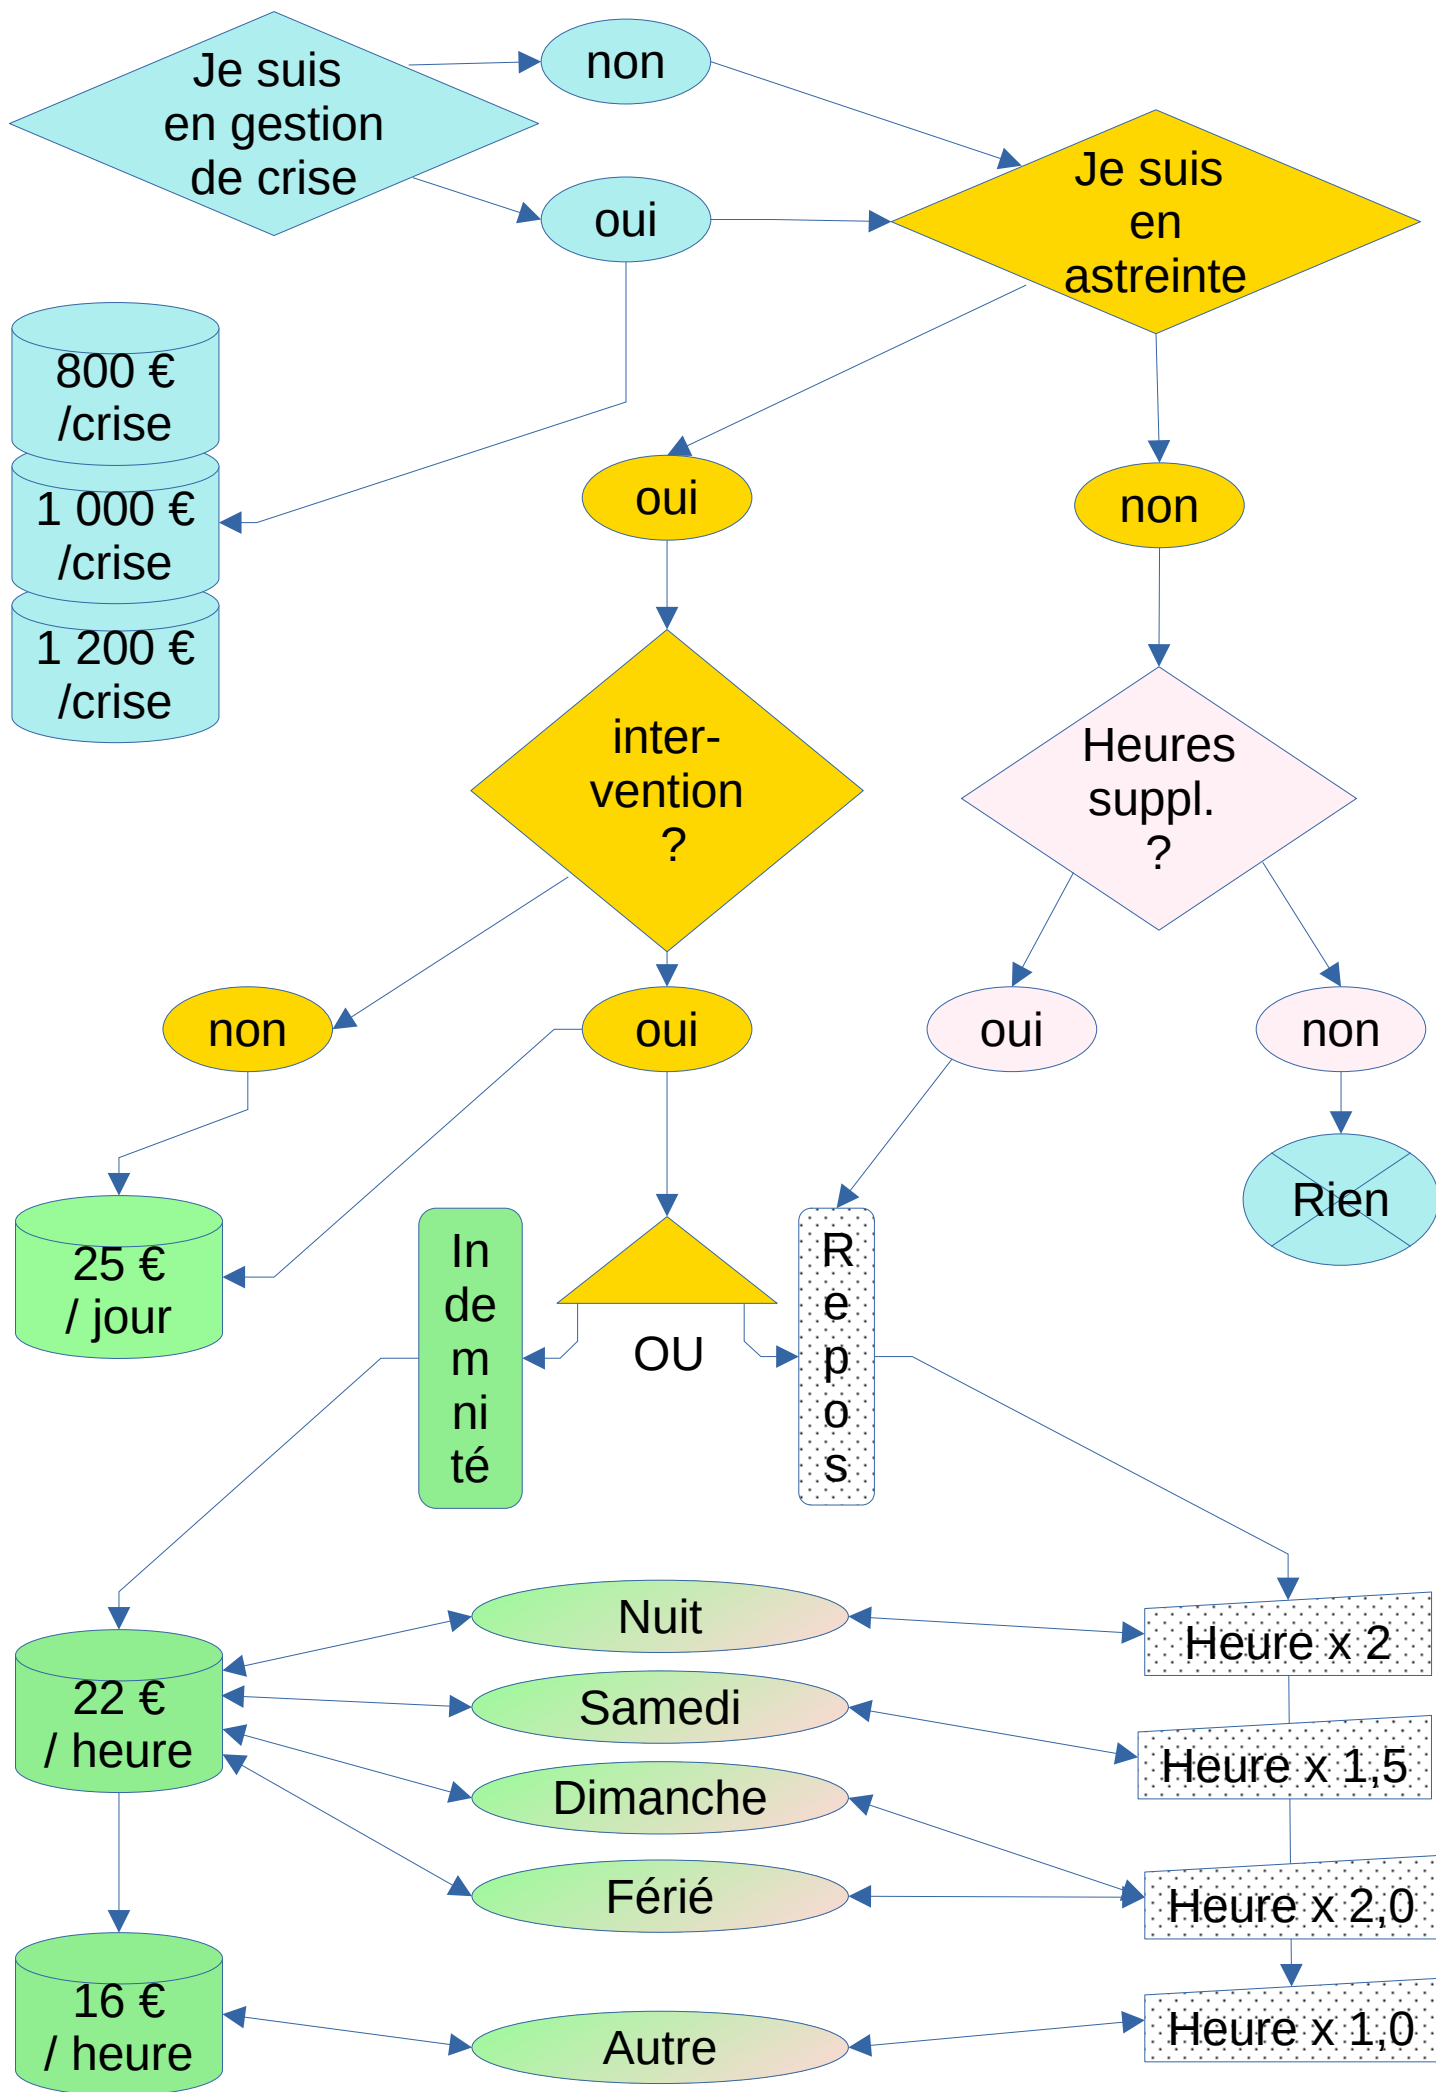 Je suis
en gestion
de crise
non
oui
Je suis
en
astreinte
800 €
/crise
1 000 €
/crise
1 200 €
/crise
oui
non
inter-
vention
?
Heures
suppl.
?
non
oui
oui
non
Rien
25 €
/ jour
In
de
m
ni
té
OU
R
e
p
o
s
22 €
/ heure
Nuit
Samedi
Dimanche
Férié
Heure x 2
Heure x 1,5
Heure x 2,0
16 €
/ heure
Autre
Heure x 1,0